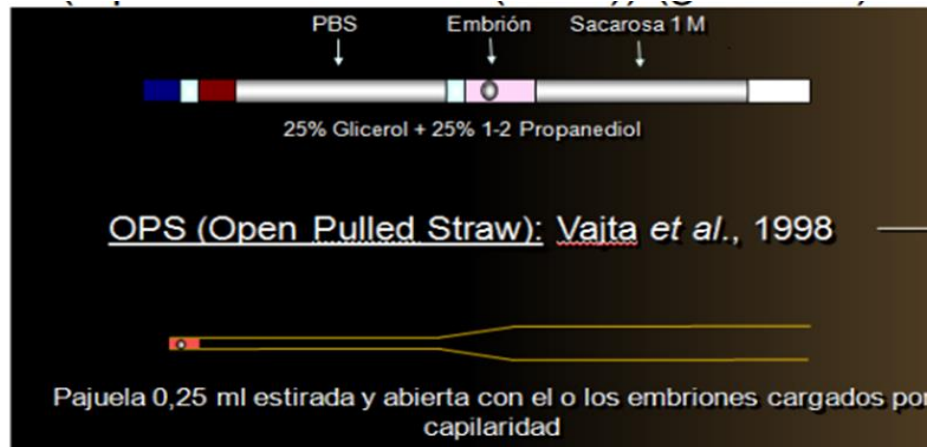 PBS Embrión Sacarosa 1 M
25% Glicerol + 25% 1-2 Propanediol
OPS (Open Pulled Straw): Vajta et al., 1998
Pajuela 0,25 ml estirada y abierta con el o los embriones cargados por
capilaridad